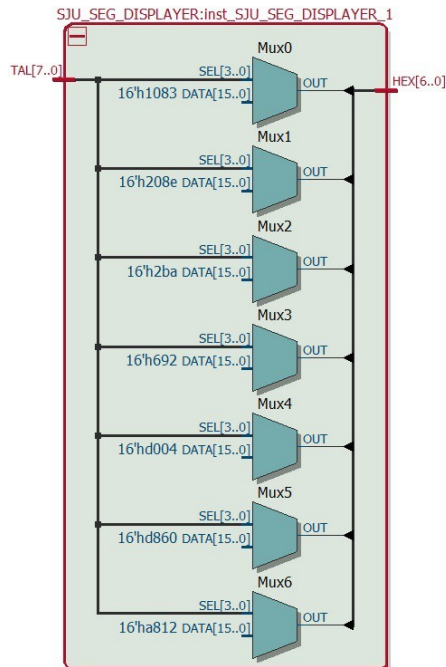 SJU_SEG_DISPLAYER:inst_SJU_SEG_DISPLAYER_1
Mux0
TAL[7..0]
SEL[3..0]
OUT
HEX[6..0]
16'h1083 DATA[15..0]
Mux1
SEL[3..0]
OUT
16'h208e DATA[15..0]
Mux2
SEL[3..0]
OUT
16'h2ba DATA[15..0]
Mux3
SEL[3..0]
OUT
16'h692 DATA[15..0]
Mux4
SEL[3..0]
OUT
16'hd004 DATA[15..0]
Mux5
SEL[3..0]
OUT
16'hd860 DATA[15..0]
Mux6
SEL[3..0]
OUT
16'ha812 DATA[15..0]